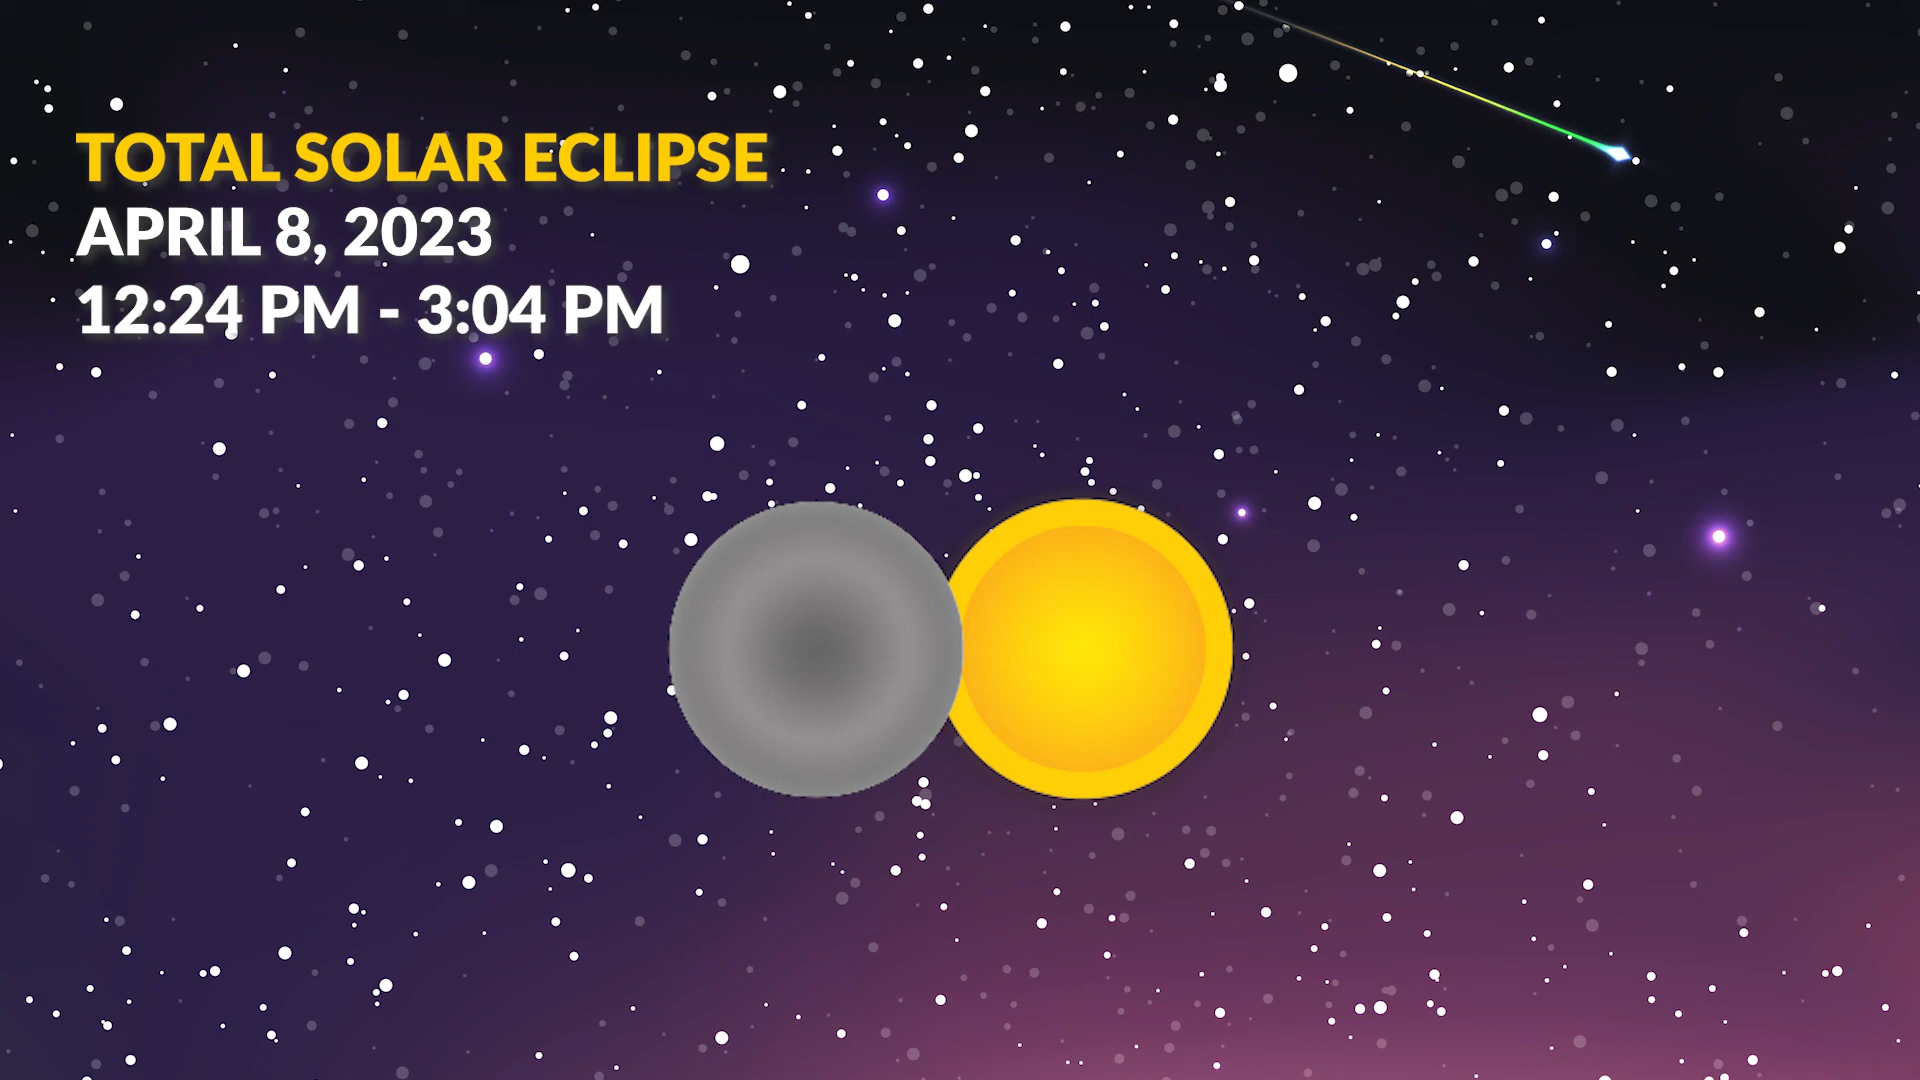 TOTAL SOLAR ECLIPSE
APRIL 8, 2023
12:24 PM - 3:04 PM